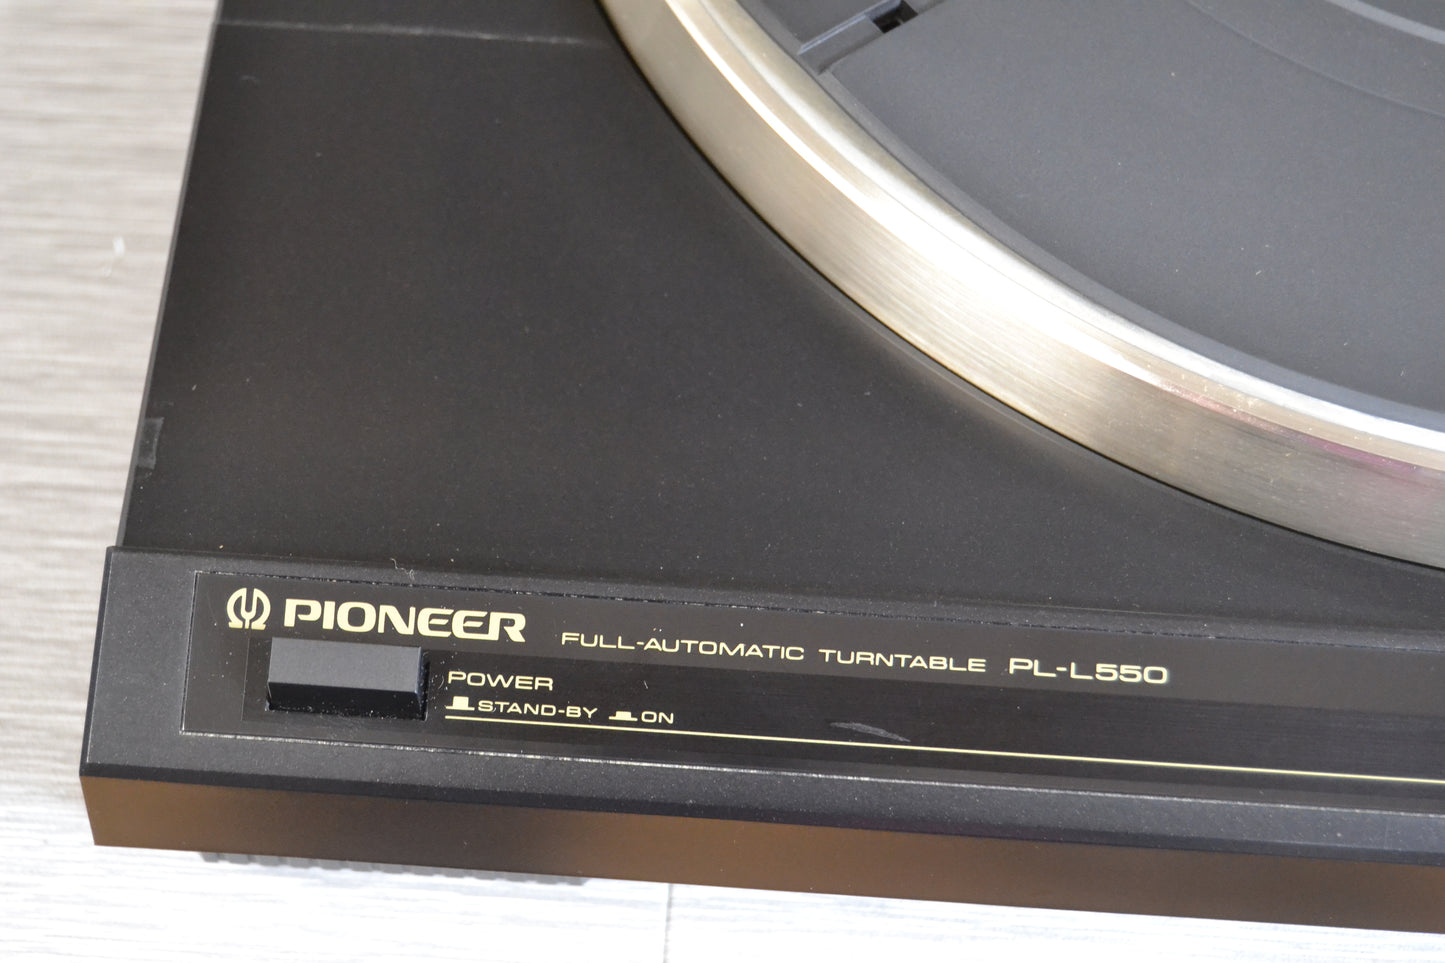 PIONEER FULL-AUTOMATIC TURNTABLE PL-L550
POWER
STAND-BY ON